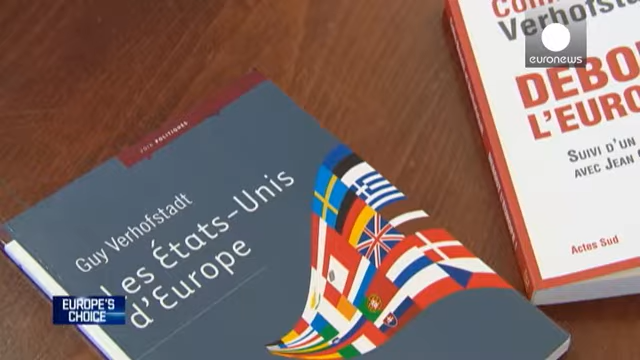 VOIX POLITIQUES
Guy Verhofstadt
Les États-Unis
d'Europe
Verhofstadt
euronews
DEBO
L'EURO
SUIVI D'UN
AVEC JEAN
Actes Sud
EUROPE'S
CHOICE